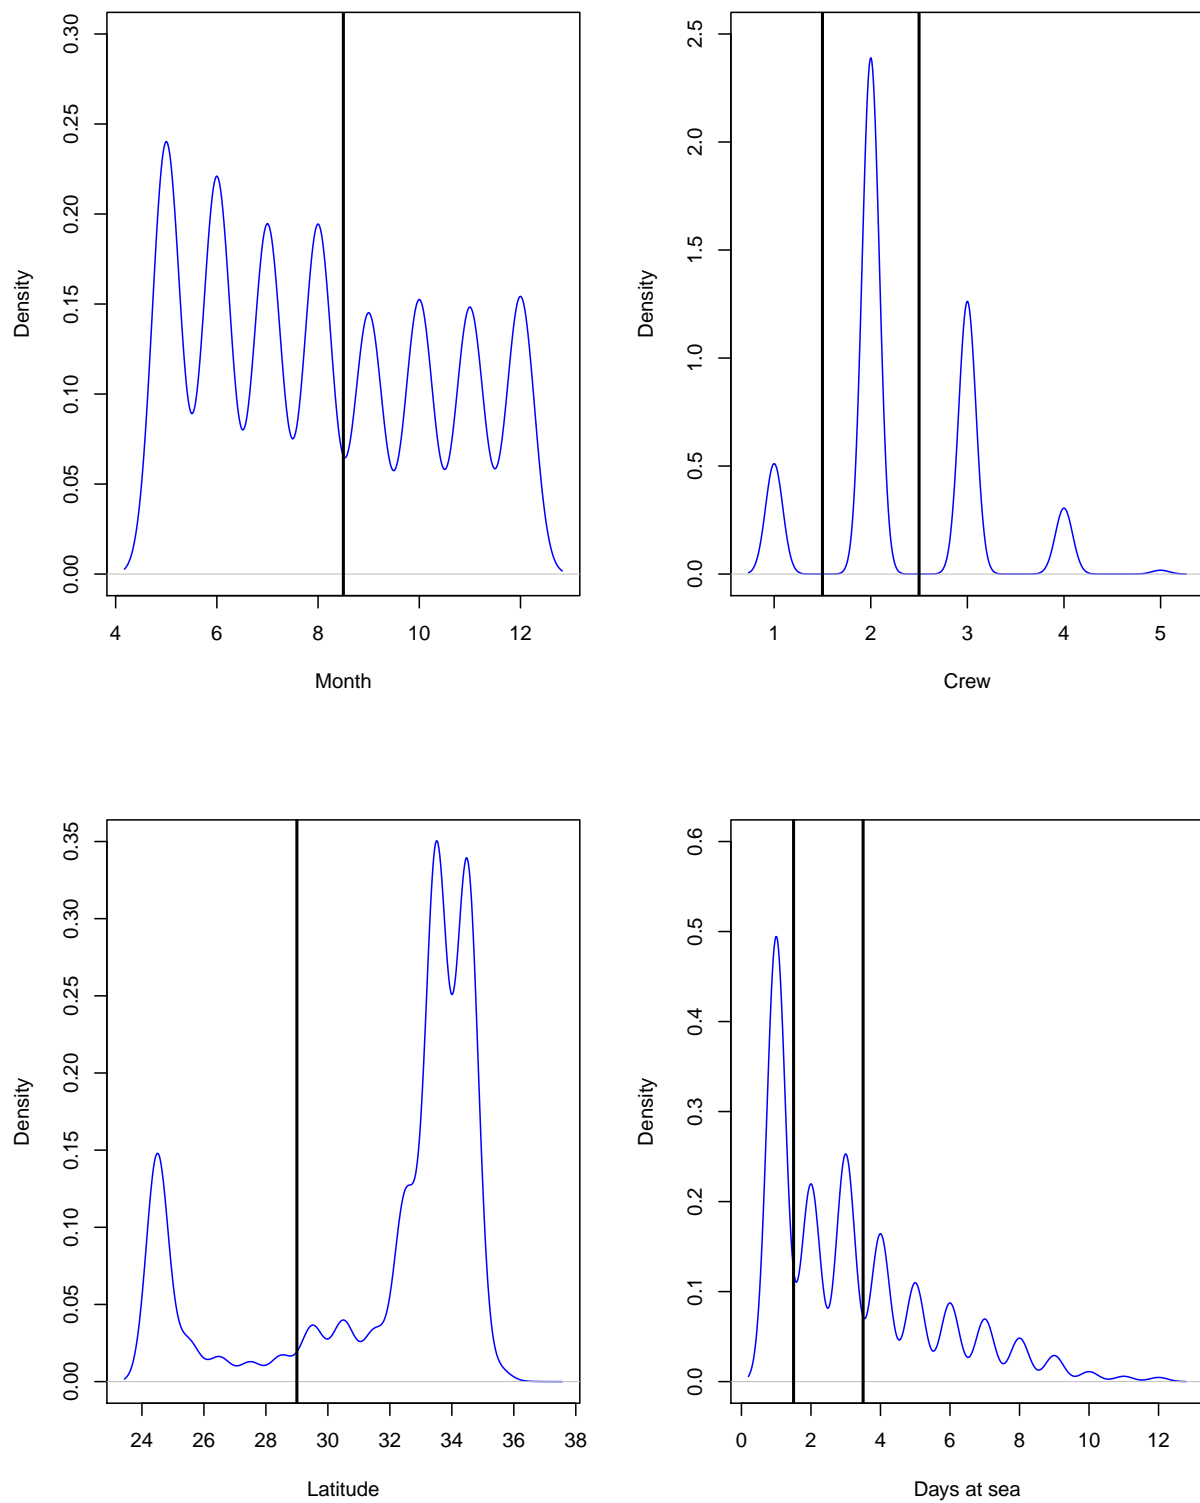 0.00 0.05 0.10 0.15 0.20 0.25 0.30
Density
4 6 8 10 12
Month
0.0 0.5 1.0 1.5 2.0 2.5
Density
1 2 3 4 5
Crew
0.00 0.05 0.10 0.15 0.20 0.25 0.30 0.35
Density
24 26 28 30 32 34 36 38
Latitude
0.0 0.1 0.2 0.3 0.4 0.5 0.6
Density
0 2 4 6 8 10 12
Days at sea